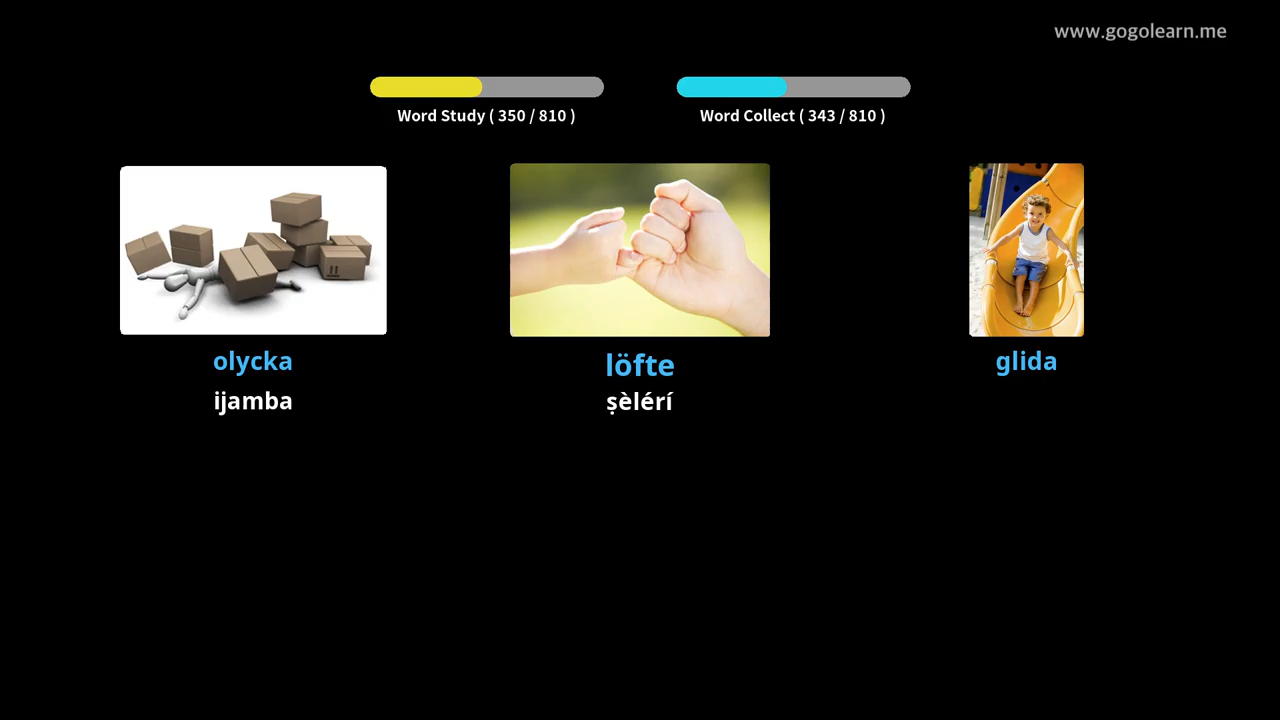 www.gogolearn.me
Word Study ( 350 / 810 )
Word Collect ( 343 / 810 )
olycka
löfte
glida
ijamba
ṣèlérí